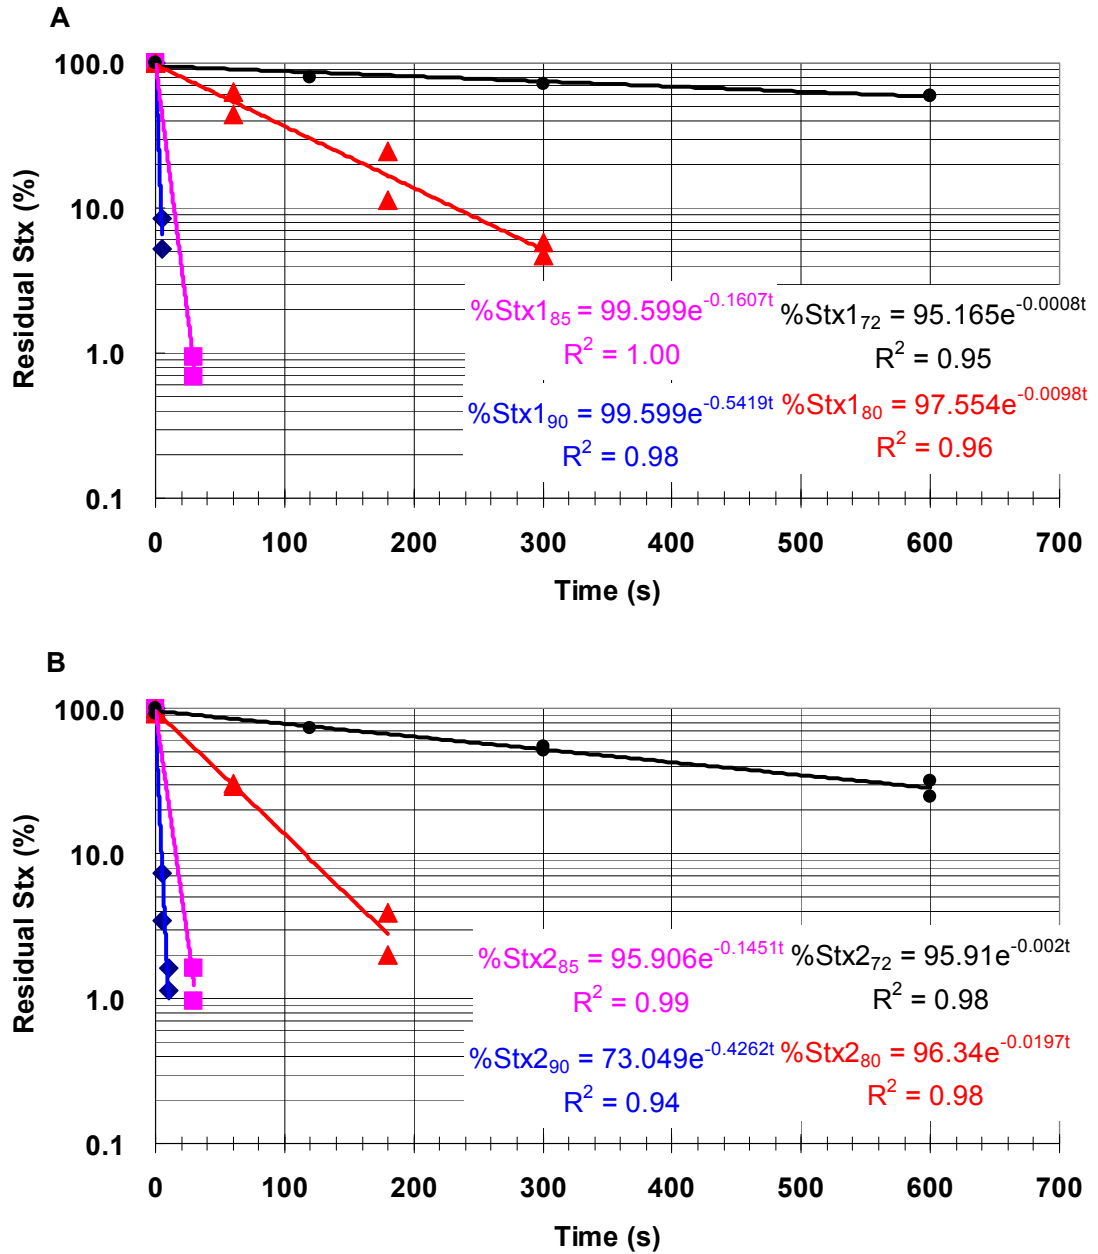 A
100.0
10.0
1.0
0.1
Residual Stx (%)
%Stx1₈₅ = 99.599e⁻⁰·¹⁶⁰⁷ᵗ
R² = 1.00
%Stx1₇₂ = 95.165e⁻⁰·⁰⁰⁰⁸ᵗ
R² = 0.95
%Stx1₉₀ = 99.599e⁻⁰·⁵⁴¹⁹ᵗ
R² = 0.98
%Stx1₈₀ = 97.554e⁻⁰·⁰⁰⁹⁸ᵗ
R² = 0.96
0 100 200 300 400 500 600 700
Time (s)
B
100.0
10.0
1.0
0.1
Residual Stx (%)
%Stx2₈₅ = 95.906e⁻⁰·¹⁴⁵¹ᵗ
R² = 0.99
%Stx2₇₂ = 95.91e⁻⁰·⁰⁰²ᵗ
R² = 0.98
%Stx2₉₀ = 73.049e⁻⁰·⁴²⁶²ᵗ
R² = 0.94
%Stx2₈₀ = 96.34e⁻⁰·⁰¹⁹⁷ᵗ
R² = 0.98
0 100 200 300 400 500 600 700
Time (s)